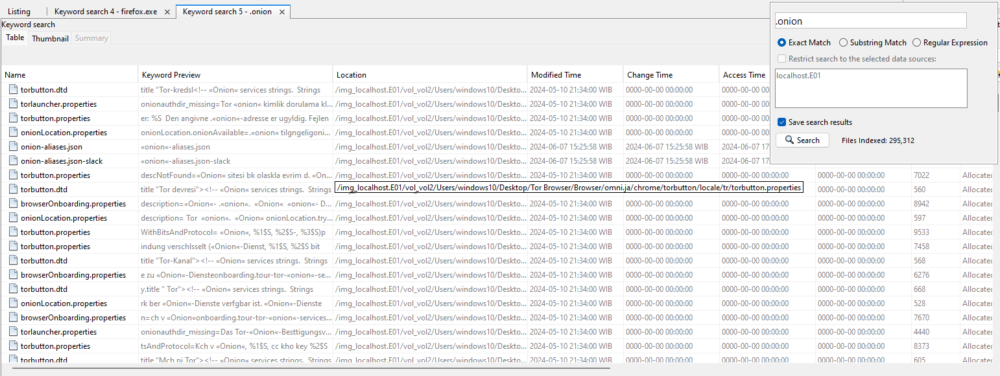 Listing Keyword search 4 - firefox.exe Keyword search 5 - .onion
Keyword search
Table Thumbnail Summary
.onion
Exact Match Substring Match Regular Expression
Restrict search to the selected data sources:
localhost.E01
Save search results
Search Files Indexed: 295,312
Name Keyword Preview Location Modified Time Change Time Access Time
torbutton.dtd title "Tor-kredsl<!-- «Onion« services strings. Strings /img_localhost.E01/vol_vol2/Users/windows10/Deskto... 2024-05-10 21:34:00 WIB 0000-00-00 00:00:00 0000-00-00 00:00:00
torlauncher.properties onionauthdir_missing=Tor «onion« kimlik dorulama kl... /img_localhost.E01/vol_vol2/Users/windows10/Deskto... 2024-05-10 21:34:00 WIB 0000-00-00 00:00:00 0000-00-00 00:00:00
torbutton.properties er: %S Den angivne .«onion«-adresse er ugyldig. Fejlen /img_localhost.E01/vol_vol2/Users/windows10/Deskto... 2024-05-10 21:34:00 WIB 0000-00-00 00:00:00 0000-00-00 00:00:00
onionLocation.properties onionLocation.onionAvailable=.«onion« tilgngeligoni... /img_localhost.E01/vol_vol2/Users/windows10/Deskto... 2024-05-10 21:34:00 WIB 0000-00-00 00:00:00 0000-00-00 00:00:00
onion-aliases.json «onion«-aliases.json /img_localhost.E01/vol_vol2/Users/windows10/Deskto... 2024-06-07 15:25:58 WIB 2024-06-07 15:25:58 WIB 2024-06-07 17:
onion-aliases.json-slack «onion«-aliases.json-slack /img_localhost.E01/vol_vol2/Users/windows10/Deskto... 2024-06-07 15:25:58 WIB 2024-06-07 15:25:58 WIB 2024-06-07 17:
torbutton.properties descNotFound=«Onion« sitesi bk olaskla evrim d. «On... /img_localhost.E01/vol_vol2/Users/windows10/Deskto... 2024-05-10 21:34:00 WIB 0000-00-00 00:00:00 0000-00-00 00:00:00 0000-00-00 00:00:00 7022 Allocated
torbutton.dtd title "Tor devresi"><!-- «Onion« services strings. Strings /img_localhost.E01/vol_vol2/Users/windows10/Desktop/Tor Browser/Browser/omni.ja/chrome/torbutton/locale/tr/torbutton.properties 0000-00-00 00:00:00 560 Allocated
browserOnboarding.properties description=«Onion«- .«onion«. «Onion« «onion«- D... /img_localhost.E01/vol_vol2/Users/windows10/Deskto... 2024-05-10 21:34:00 WIB 0000-00-00 00:00:00 0000-00-00 00:00:00 0000-00-00 00:00:00 8942 Allocated
onionLocation.properties description= Tor «onion«. «Onion« onionLocation.try... /img_localhost.E01/vol_vol2/Users/windows10/Deskto... 2024-05-10 21:34:00 WIB 0000-00-00 00:00:00 0000-00-00 00:00:00 0000-00-00 00:00:00 597 Allocated
torbutton.properties WithBitsAndProtocol= «Onion«, %1$S, %2$S-, %3$S)p /img_localhost.E01/vol_vol2/Users/windows10/Deskto... 2024-05-10 21:34:00 WIB 0000-00-00 00:00:00 0000-00-00 00:00:00 0000-00-00 00:00:00 9533 Allocated
torbutton.properties indung verschlsselt («Onion«-Dienst, %1$S, %2$S bit /img_localhost.E01/vol_vol2/Users/windows10/Deskto... 2024-05-10 21:34:00 WIB 0000-00-00 00:00:00 0000-00-00 00:00:00 0000-00-00 00:00:00 7458 Allocated
torbutton.dtd title "Tor-Kanal"><!-- «Onion« services strings. Strings /img_localhost.E01/vol_vol2/Users/windows10/Deskto... 2024-05-10 21:34:00 WIB 0000-00-00 00:00:00 0000-00-00 00:00:00 0000-00-00 00:00:00 568 Allocated
browserOnboarding.properties e zu «Onion«-Diensteonboarding.tour-tor-«onion«-se... /img_localhost.E01/vol_vol2/Users/windows10/Deskto... 2024-05-10 21:34:00 WIB 0000-00-00 00:00:00 0000-00-00 00:00:00 0000-00-00 00:00:00 6276 Allocated
torbutton.dtd y.title " Tor"><!-- «Onion« services strings. Strings /img_localhost.E01/vol_vol2/Users/windows10/Deskto... 2024-05-10 21:34:00 WIB 0000-00-00 00:00:00 0000-00-00 00:00:00 0000-00-00 00:00:00 668 Allocated
onionLocation.properties rk ber «Onion«-Dienste verfgbar ist. «Onion«-Dienste /img_localhost.E01/vol_vol2/Users/windows10/Deskto... 2024-05-10 21:34:00 WIB 0000-00-00 00:00:00 0000-00-00 00:00:00 0000-00-00 00:00:00 528 Allocated
browserOnboarding.properties n=ch v «Onion«onboarding.tour-tor-«onion«-services... /img_localhost.E01/vol_vol2/Users/windows10/Deskto... 2024-05-10 21:34:00 WIB 0000-00-00 00:00:00 0000-00-00 00:00:00 0000-00-00 00:00:00 7670 Allocated
torlauncher.properties onionauthdir_missing=Das Tor-«Onion«-Besttigungsv... /img_localhost.E01/vol_vol2/Users/windows10/Deskto... 2024-05-10 21:34:00 WIB 0000-00-00 00:00:00 0000-00-00 00:00:00 0000-00-00 00:00:00 4440 Allocated
torbutton.properties tsAndProtocol=Kch v «Onion«, %1$S, cc kho key %2$S /img_localhost.E01/vol_vol2/Users/windows10/Deskto... 2024-05-10 21:34:00 WIB 0000-00-00 00:00:00 0000-00-00 00:00:00 0000-00-00 00:00:00 8373 Allocated
torbutton.dtd title "Mch ni Tor"><!-- «Onion« services strings. Strings /img_localhost.E01/vol_vol2/Users/windows10/Deskto... 2024-05-10 21:34:00 WIB 0000-00-00 00:00:00 0000-00-00 00:00:00 0000-00-00 00:00:00 605 Allocated